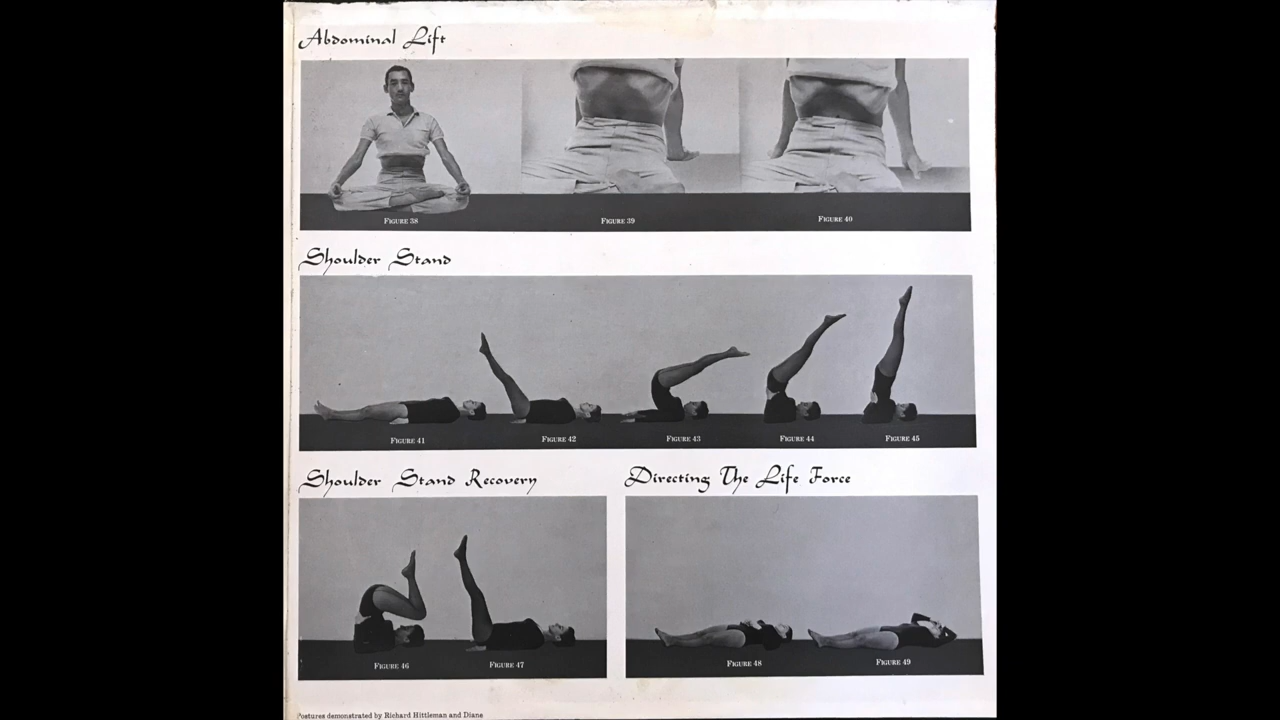 Abdominal Lift
Figure 38
Figure 39
Figure 40
Shoulder Stand
Figure 41
Figure 42
Figure 43
Figure 44
Figure 45
Shoulder Stand Recovery
Directing The Life Force
Figure 46
Figure 47
Figure 48
Figure 49
Postures demonstrated by Richard Hittleman and Diane